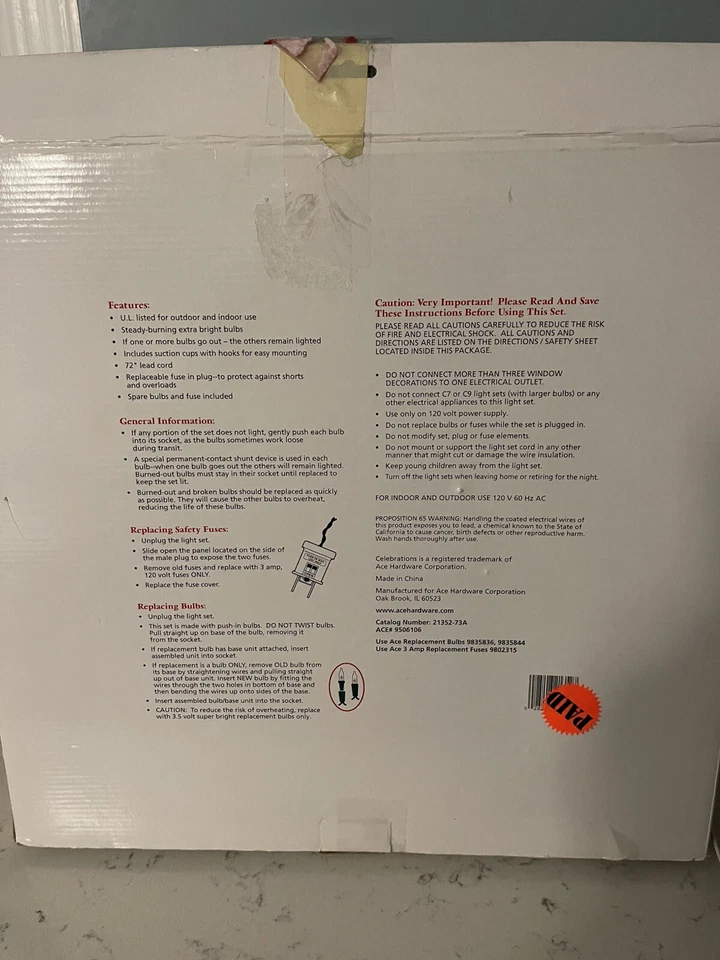 Features:
• U.L. listed for outdoor and indoor use
• Steady-burning extra bright bulbs
• If one or more bulbs go out – the others remain lighted
• Includes suction cups with hooks for easy mounting
• 72" lead cord
• Replaceable fuse in plug--to protect against shorts
and overloads
• Spare bulbs and fuse included
General Information:
• If any portion of the set does not light, gently push each bulb
into its socket, as the bulbs sometimes work loose
during transit.
• A special permanent-contact shunt device is used in each
bulb—when one bulb goes out the others will remain lighted.
Burned-out bulbs must stay in their socket until replaced to
keep the set lit.
• Burned-out and broken bulbs should be replaced as quickly
as possible. They will cause the other bulbs to overheat,
reducing the life of these bulbs.
Replacing Safety Fuses:
• Unplug the light set.
• Slide open the panel located on the side of
the male plug to expose the two fuses.
• Remove old fuses and replace with 3 amp,
120 volt fuses ONLY.
• Replace the fuse cover.
Replacing Bulbs:
• Unplug the light set.
• This set is made with push-in bulbs. DO NOT TWIST bulbs.
Pull straight up on base of the bulb, removing it
from the socket.
• If replacement bulb has base unit attached, insert
assembled unit into socket.
• If replacement is a bulb ONLY, remove OLD bulb from
its base by straightening wires and pulling straight
up out of base unit. Insert NEW bulb by fitting the
wires through the two holes in bottom of base and
then bending the wires up onto sides of the base.
• Insert assembled bulb/base unit into the socket.
• CAUTION: To reduce the risk of overheating, replace
with 3.5 volt super bright replacement bulbs only.
Caution: Very Important! Please Read And Save
These Instructions Before Using This Set.
PLEASE READ ALL CAUTIONS CAREFULLY TO REDUCE THE RISK
OF FIRE AND ELECTRICAL SHOCK. ALL CAUTIONS AND
DIRECTIONS ARE LISTED ON THE DIRECTIONS / SAFETY SHEET
LOCATED INSIDE THIS PACKAGE.
• DO NOT CONNECT MORE THAN THREE WINDOW
DECORATIONS TO ONE ELECTRICAL OUTLET.
• Do not connect C7 or C9 light sets (with larger bulbs) or any
other electrical appliances to this light set.
• Use only on 120 volt power supply.
• Do not replace bulbs or fuses while the set is plugged in.
• Do not modify set, plug or fuse elements.
• Do not mount or support the light set cord in any other
manner that might cut or damage the wire insulation.
• Keep young children away from the light set.
• Turn off the light sets when leaving home or retiring for the night.
FOR INDOOR AND OUTDOOR USE 120 V 60 Hz AC
PROPOSITION 65 WARNING: Handling the coated electrical wires of
this product exposes you to lead, a chemical known to the State of
California to cause cancer, birth defects or other reproductive harm.
Wash hands thoroughly after use.
Celebrations is a registered trademark of
Ace Hardware Corporation.
Made in China
Manufactured for Ace Hardware Corporation
Oak Brook, IL 60523
www.acehardware.com
Catalog Number: 21352-73A
ACE# 9506106
Use Ace Replacement Bulbs 9835836, 9835844
Use Ace 3 Amp Replacement Fuses 9802315
PAID